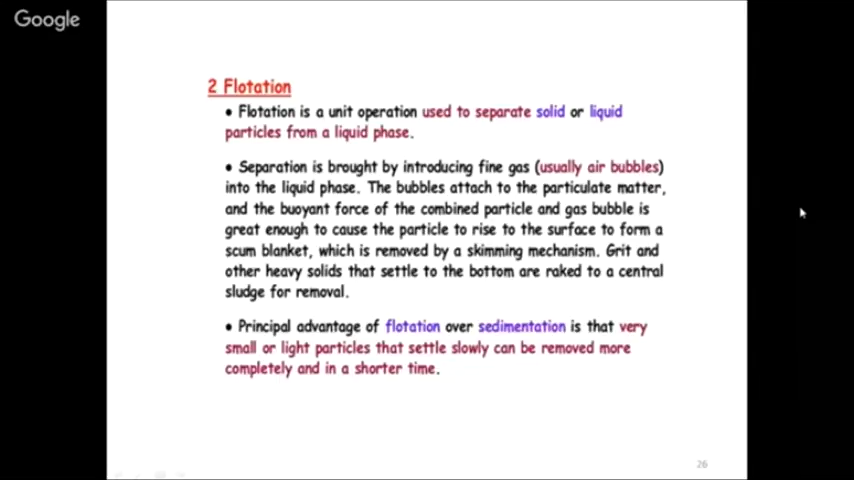 Google
2 Flotation
• Flotation is a unit operation used to separate solid or liquid
particles from a liquid phase.
• Separation is brought by introducing fine gas (usually air bubbles)
into the liquid phase. The bubbles attach to the particulate matter,
and the buoyant force of the combined particle and gas bubble is
great enough to cause the particle to rise to the surface to form a
scum blanket, which is removed by a skimming mechanism. Grit and
other heavy solids that settle to the bottom are raked to a central
sludge for removal.
• Principal advantage of flotation over sedimentation is that very
small or light particles that settle slowly can be removed more
completely and in a shorter time.
26